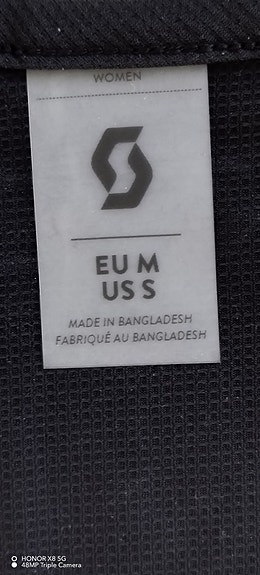 WOMEN
EU M
US S
MADE IN BANGLADESH
FABRIQUÉ AU BANGLADESH
HONOR X8 5G
48MP Triple Camera